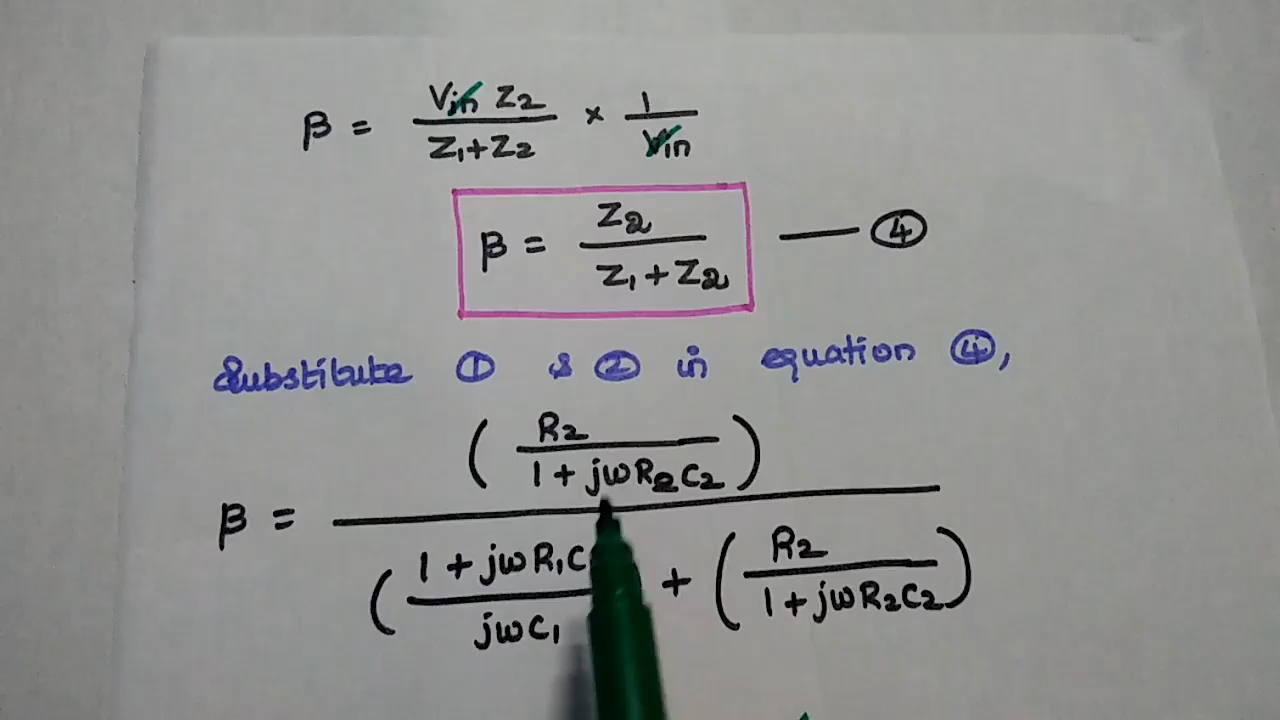 β = Vin Z2 / Z1+Z2 × 1 / Vin
β = Z2 / Z1+Z2 — 4
Substitute 1 & 2 in equation 4,
β = ( R2 / 1 + jωR2C2 ) / ( 1 + jωR1C / jωC1 + ( R2 / 1 + jωR2C2 )